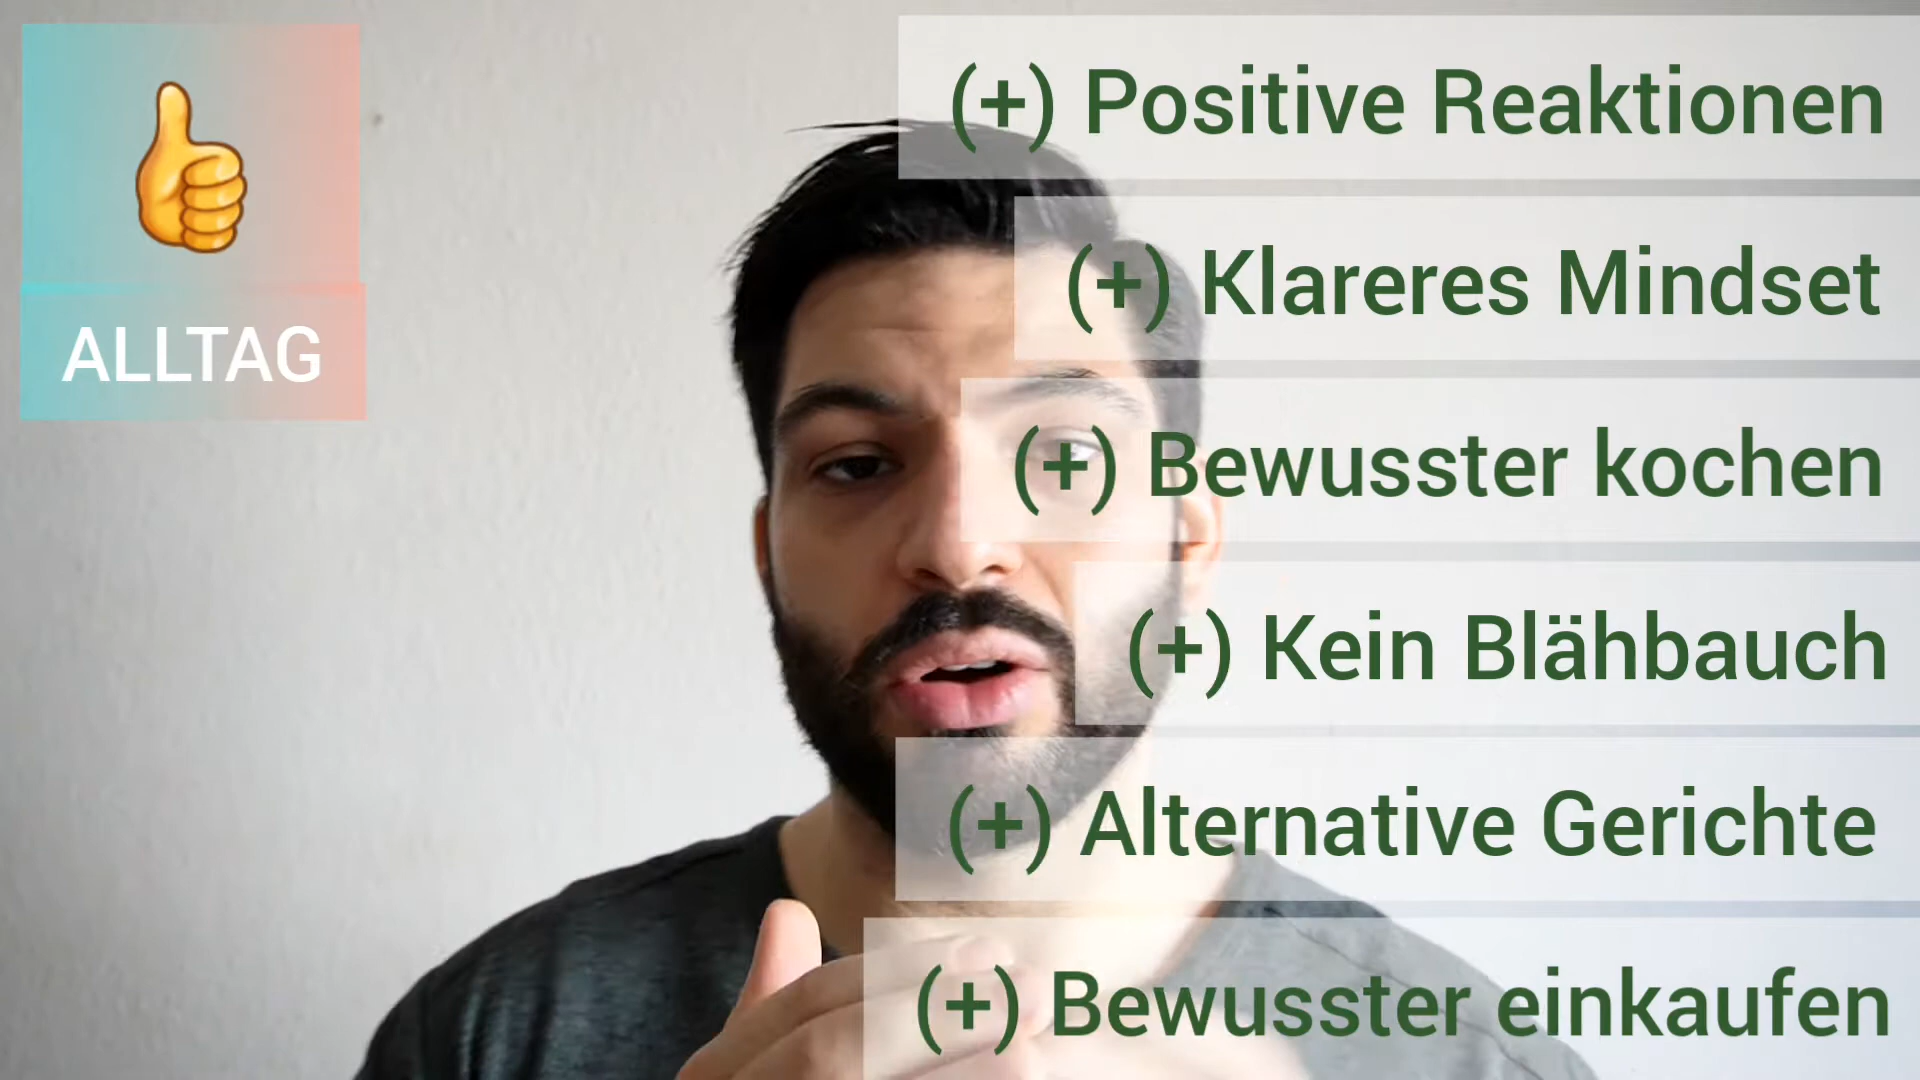 ALLTAG
(+) Positive Reaktionen
(+) Klareres Mindset
(+) Bewusster kochen
(+) Kein Blähbauch
(+) Alternative Gerichte
(+) Bewusster einkaufen